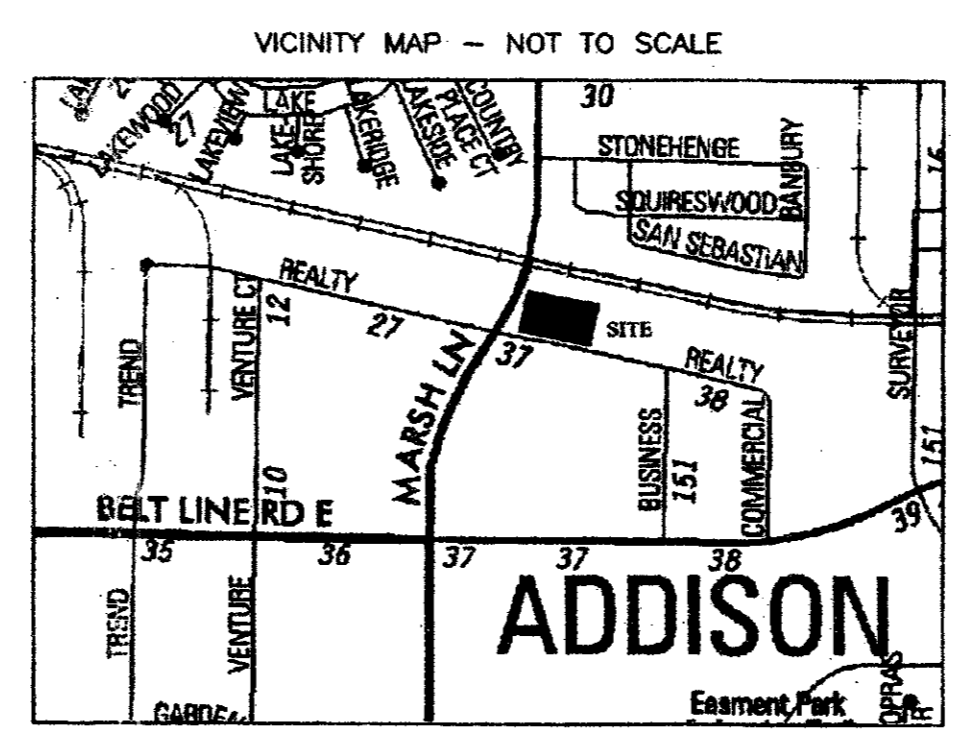 VICINITY MAP - NOT TO SCALE
30
LAKEWOOD
27
LAKEVIEW
LAKE
LAKE
SHORE
LAKERIDGE
LAKESIDE
COUNTRY
PLACE CT
STONEHENGE
SQUIRESWOOD
BANBURY
SAN SEBASTIAN
REALTY
12
27
VENTURE CT
TREND
SITE
37
MARSH LN
REALTY
38
SURVEYOR
BUSINESS
151
COMMERCIAL
151
10
BELT LINE RD E
35
36
37
37
38
39
ADDISON
TREND
VENTURE
Easment Park